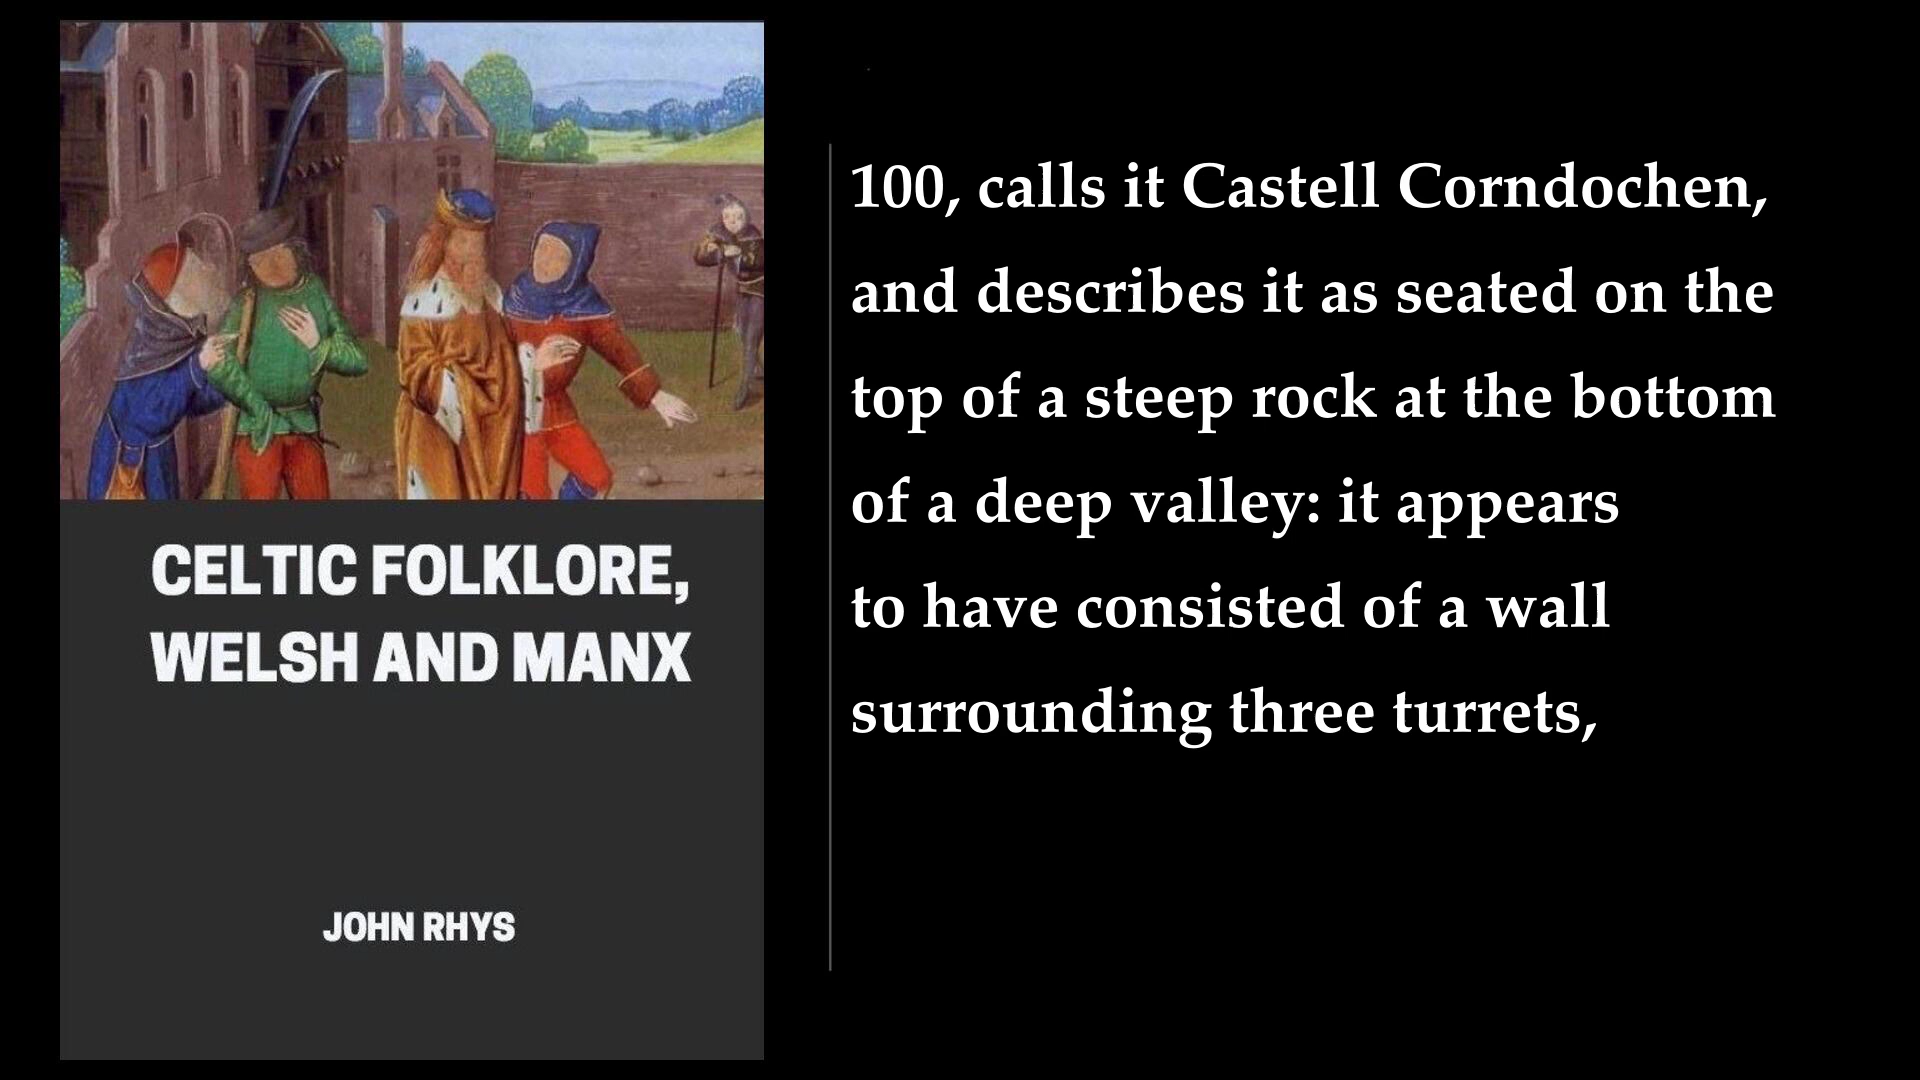 CELTIC FOLKLORE,
WELSH AND MANX
JOHN RHYS
100, calls it Castell Corndochen,
and describes it as seated on the
top of a steep rock at the bottom
of a deep valley: it appears
to have consisted of a wall
surrounding three turrets,